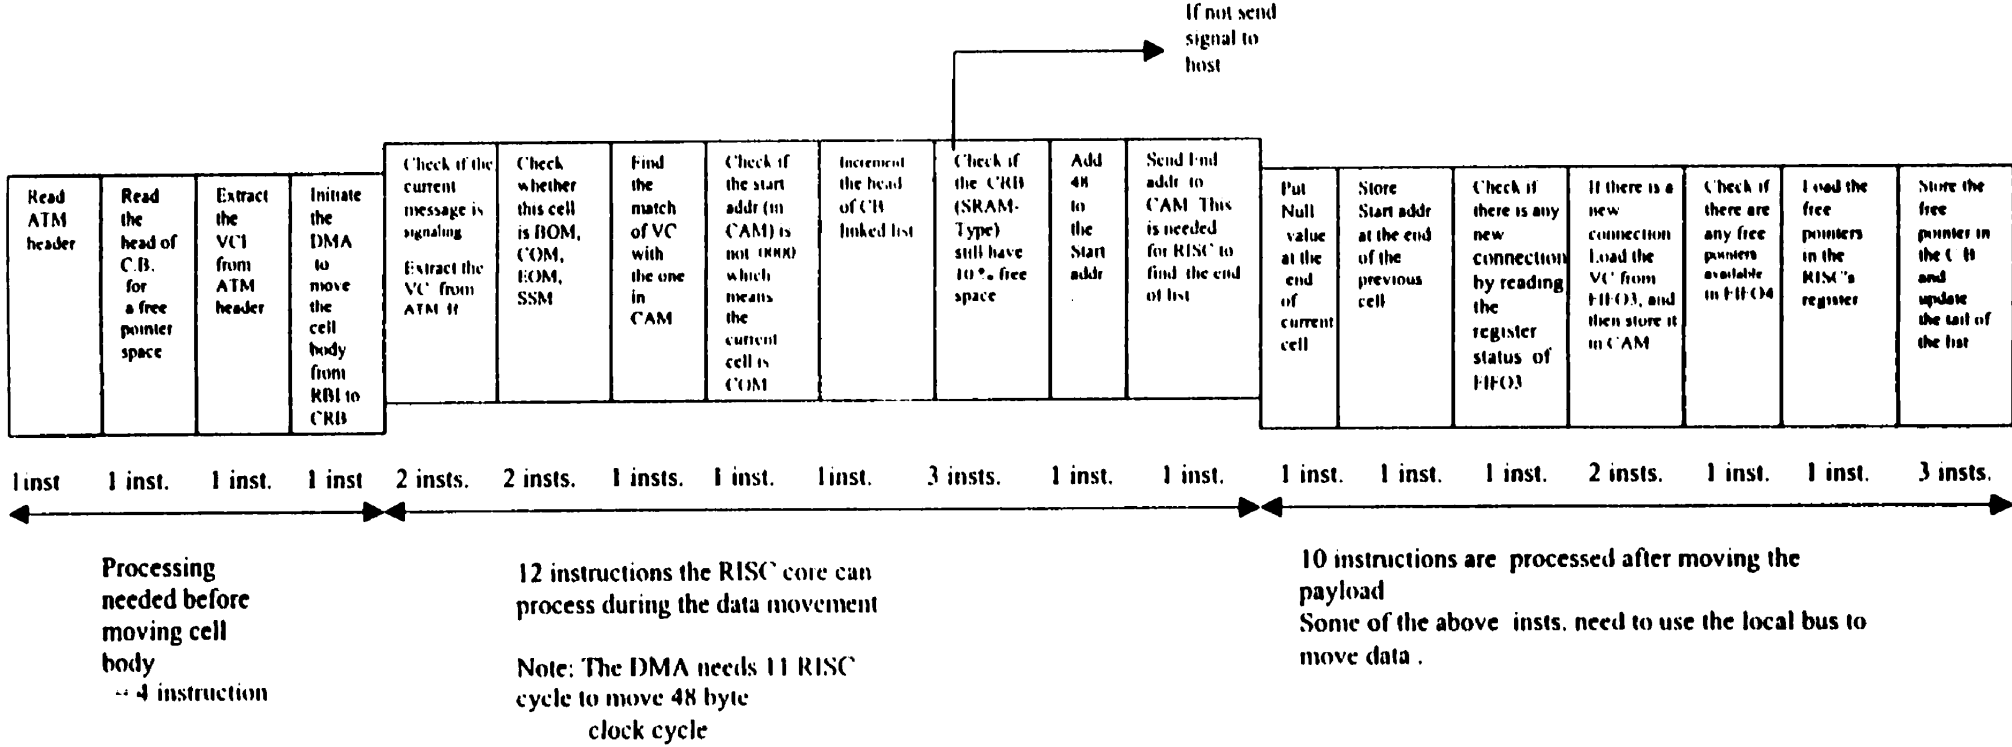 If not send
signal to
host
Read
ATM
header
Read
the
head of
C.B.
for
a free
pointer
space
Extract
the
VCI
from
ATM
header
Initiate
the
DMA
to
move
the
cell
body
from
RBI to
CRB
Check if the
current
message is
signaling
Extract the
VC from
ATM
Check
whether
this cell
is BOM,
COM,
EOM,
SSM
Find
the
match
of VC
with
the one
in
CAM
Check if
the start
addr (in
CAM) is
not 0000
which
means
the
current
cell is
COM
Increment
the head
of CB
linked list
Check if
the CRB
(SRAM-
Type)
still have
10% free
space
Add
48
to
the
Start
addr
.
Send End
addr to
CAM This
is needed
for RISC to
find the end
of list
Put
Null
value
at the
end
of
current
cell
Store
Start addr
at the end
of the
previous
cell
Check if
there is any
new
connection
by reading
the
register
status of
FIFO3
If there is a
new
connection
Load the
VC from
FIFO3, and
then store it
in CAM
Check if
there are
any free
pointers
available
in FIFO4
Load the
free
pointers
in the
RISC's
register
Store the
free
pointer in
the CB
and
update
the tail of
the list
1 inst 1 inst. 1 inst. 1 inst 2 insts. 2 insts. 1 insts. 1 inst. 1inst. 3 insts. 1 inst. 1 inst. 1 inst. 1 inst. 1 inst. 2 insts. 1 inst. 1 inst. 3 insts.
Processing
needed before
moving cell
body
4 instruction
12 instructions the RISC core can
process during the data movement
Note: The DMA needs 11 RISC
cycle to move 48 byte
clock cycle
10 instructions are processed after moving the
payload
Some of the above insts. need to use the local bus to
move data .